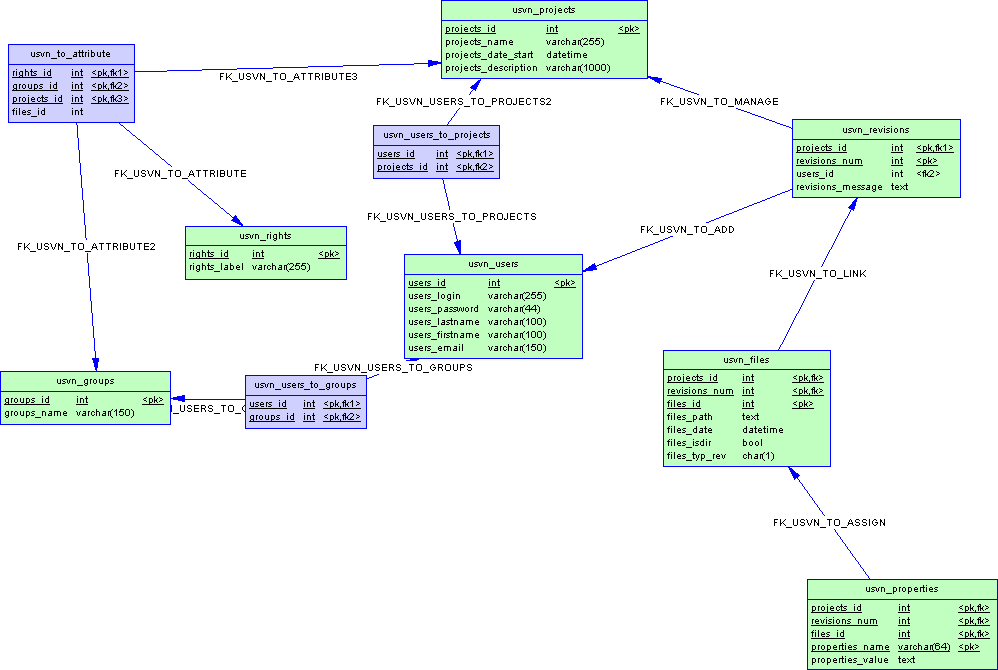 usvn_projects
projects_id int <pk>
projects_name varchar(255)
projects_date_start datetime
projects_description varchar(1000)
usvn_to_attribute
rights_id int <pk,fk1>
groups_id int <pk,fk2>
projects_id int <pk,fk3>
files_id int
FK_USVN_TO_ATTRIBUTE3
FK_USVN_USERS_TO_PROJECTS2
FK_USVN_TO_MANAGE
usvn_users_to_projects
users_id int <pk,fk1>
projects_id int <pk,fk2>
usvn_revisions
projects_id int <pk,fk1>
revisions_num int <pk>
users_id int <fk2>
revisions_message text
FK_USVN_TO_ATTRIBUTE
FK_USVN_USERS_TO_PROJECTS
FK_USVN_TO_ADD
FK_USVN_TO_ATTRIBUTE2
usvn_rights
rights_id int <pk>
rights_label varchar(255)
usvn_users
users_id int <pk>
users_login varchar(255)
users_password varchar(44)
users_lastname varchar(100)
users_firstname varchar(100)
users_email varchar(150)
FK_USVN_TO_LINK
FK_USVN_USERS_TO_GROUPS
usvn_groups
groups_id int <pk>
groups_name varchar(150)
usvn_users_to_groups
users_id int <pk,fk1>
groups_id int <pk,fk2>
usvn_files
projects_id int <pk,fk>
revisions_num int <pk,fk>
files_id int <pk>
files_path text
files_date datetime
files_isdir bool
files_typ_rev char(1)
FK_USVN_TO_ASSIGN
usvn_properties
projects_id int <pk,fk>
revisions_num int <pk,fk>
files_id int <pk,fk>
properties_name varchar(64) <pk>
properties_value text